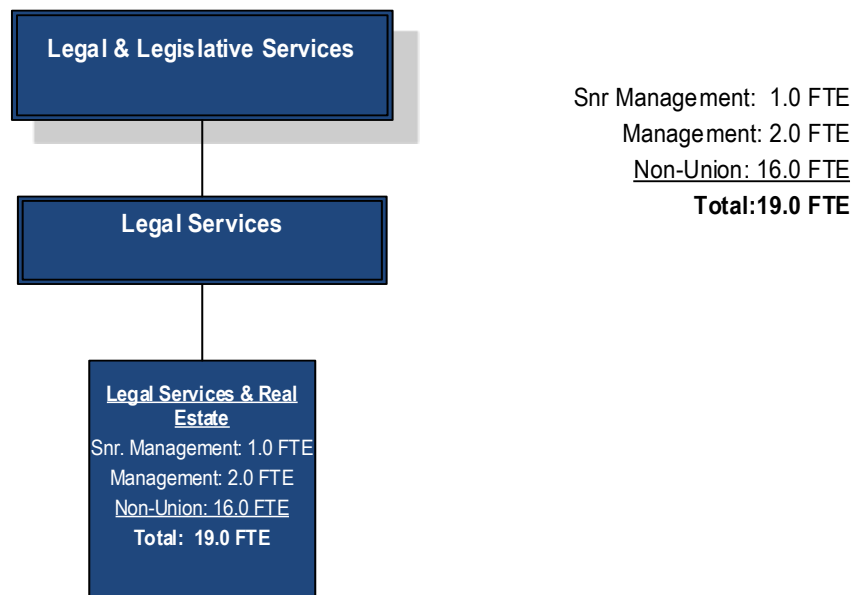 Legal & Legislative Services
Snr Management: 1.0 FTE
Management: 2.0 FTE
Non-Union: 16.0 FTE
Total:19.0 FTE
Legal Services
Legal Services & Real
Estate
Snr. Management: 1.0 FTE
Management: 2.0 FTE
Non-Union: 16.0 FTE
Total: 19.0 FTE